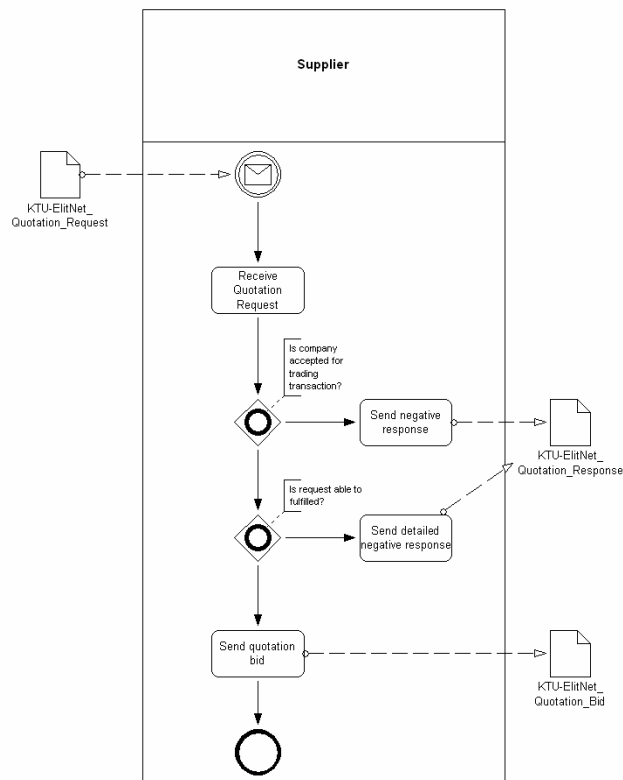 Supplier
KTU-ElitNet_
Quotation_Request
Receive
Quotation
Request
Is company
accepted for
trading
transaction?
Send negative
response
KTU-ElitNet_
Quotation_Response
Is request able to
fulfilled?
Send detailed
negative response
Send quotation
bid
KTU-ElitNet_
Quotation_Bid